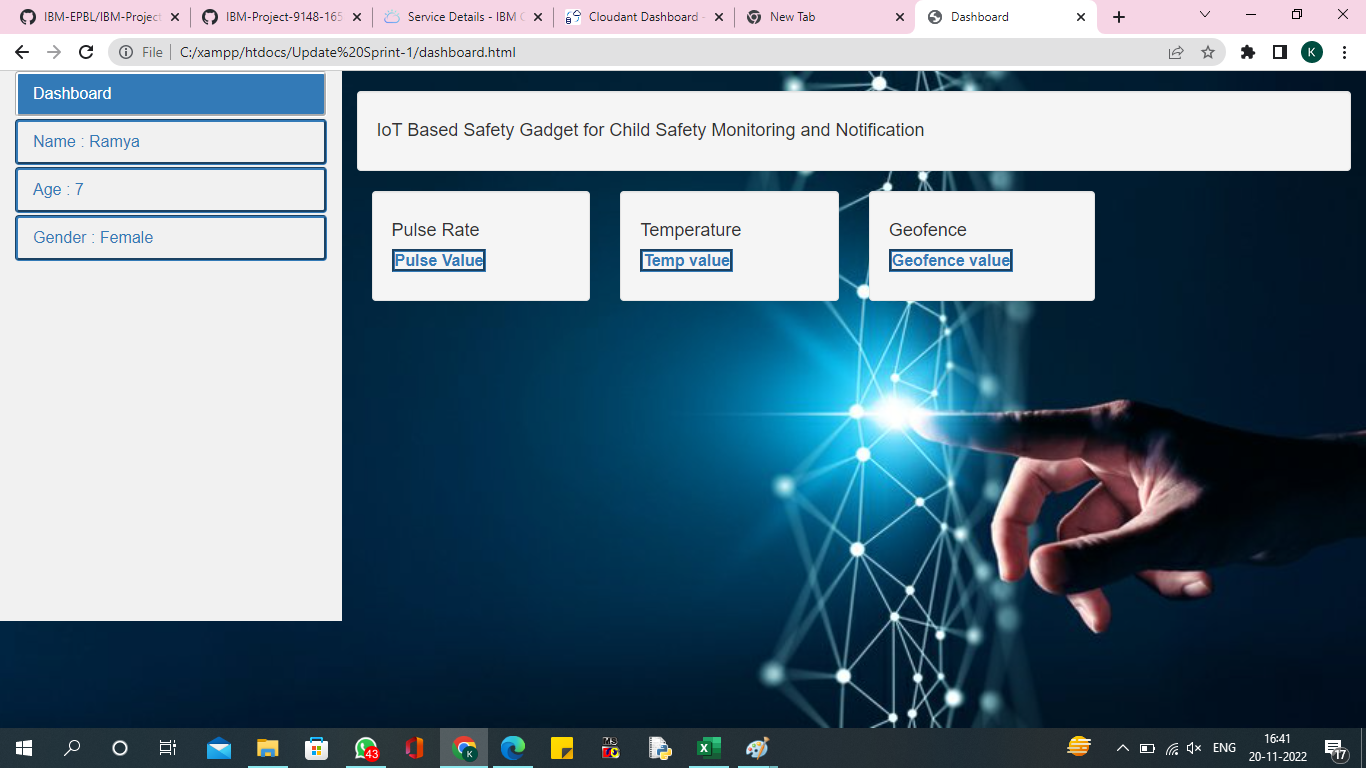 IBM-EPBL/IBM-Project
IBM-Project-9148-165
Service Details - IBM C
Cloudant Dashboard -
New Tab
Dashboard
File
C:/xampp/htdocs/Update%20Sprint-1/dashboard.html
K
Dashboard
Name : Ramya
Age : 7
Gender : Female
IoT Based Safety Gadget for Child Safety Monitoring and Notification
Pulse Rate
Pulse Value
Temperature
Temp value
Geofence
Geofence value
43
K
ENG
16:41
20-11-2022
17